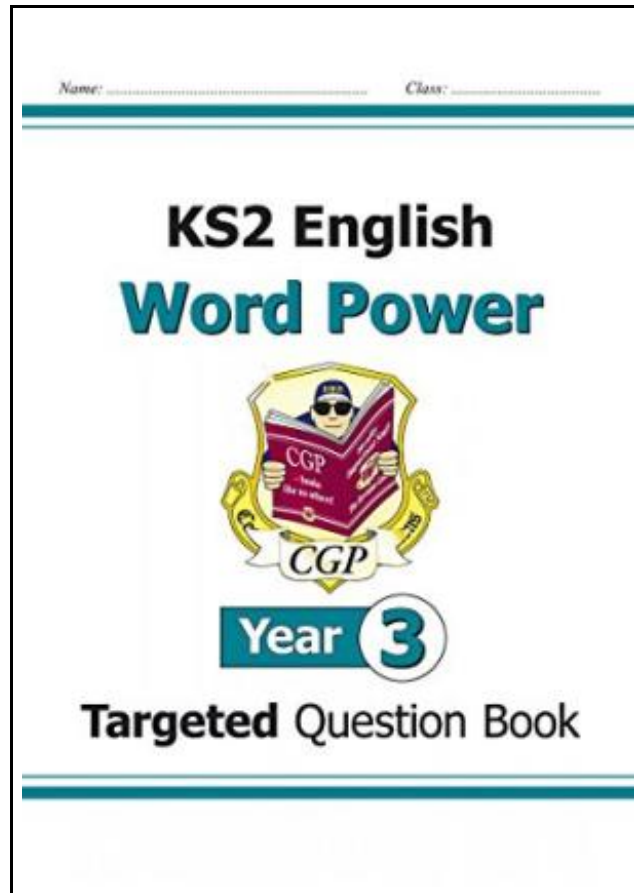 Name: ........................................ Class: ........................................
KS2 English
Word Power
CGP
CGP
Year 3
Targeted Question Book